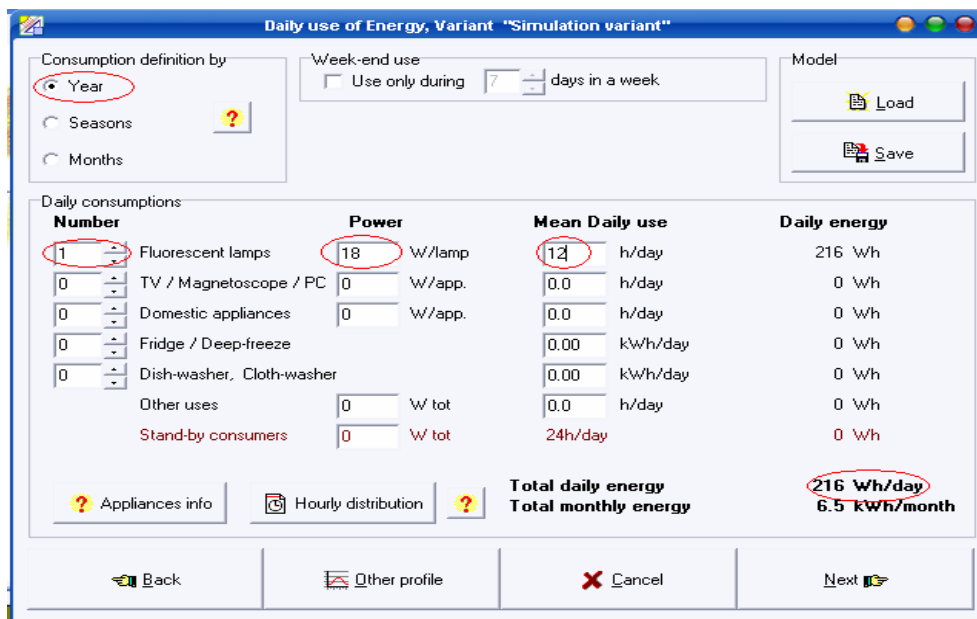 Daily use of Energy, Variant "Simulation variant"
Consumption definition by
Year
Seasons
Months
?
Week-end use
Use only during 7 days in a week
Model
Load
Save
Daily consumptions
Number Power Mean Daily use Daily energy
1 Fluorescent lamps 18 W/lamp 12 h/day 216 Wh
0 TV / Magnetoscope / PC 0 W/app. 0.0 h/day 0 Wh
0 Domestic appliances 0 W/app. 0.0 h/day 0 Wh
0 Fridge / Deep-freeze 0.00 kWh/day 0 Wh
0 Dish-washer, Cloth-washer 0.00 kWh/day 0 Wh
Other uses 0 W tot 0.0 h/day 0 Wh
Stand-by consumers 0 W tot 24h/day 0 Wh
? Appliances info Hourly distribution ?
Total daily energy 216 Wh/day
Total monthly energy 6.5 kWh/month
Back Other profile Cancel Next